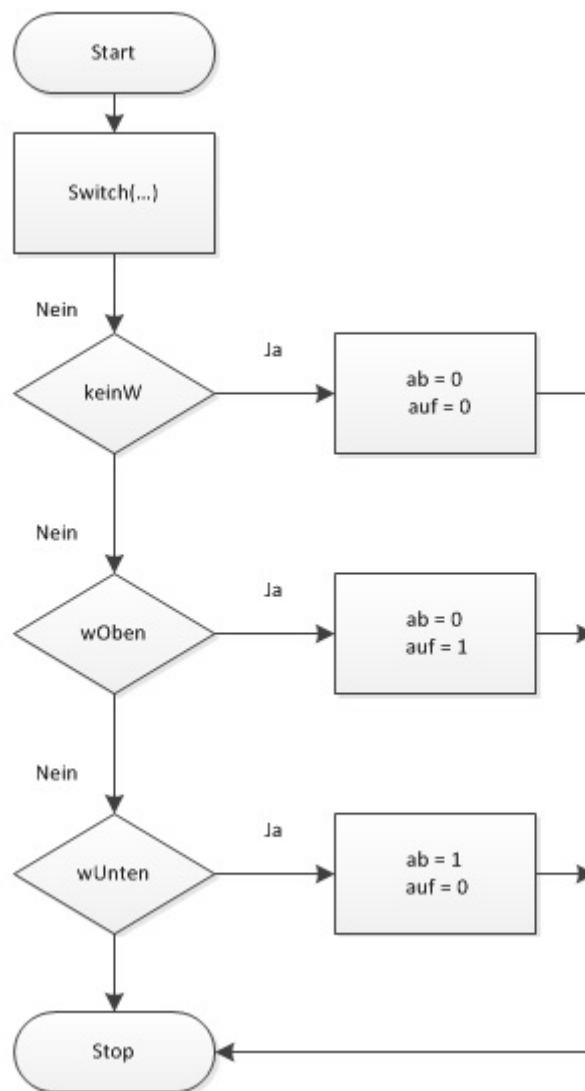 Start
Switch(...)
Nein
keinW
Ja
ab = 0
auf = 0
Nein
wOben
Ja
ab = 0
auf = 1
Nein
wUnten
Ja
ab = 1
auf = 0
Stop